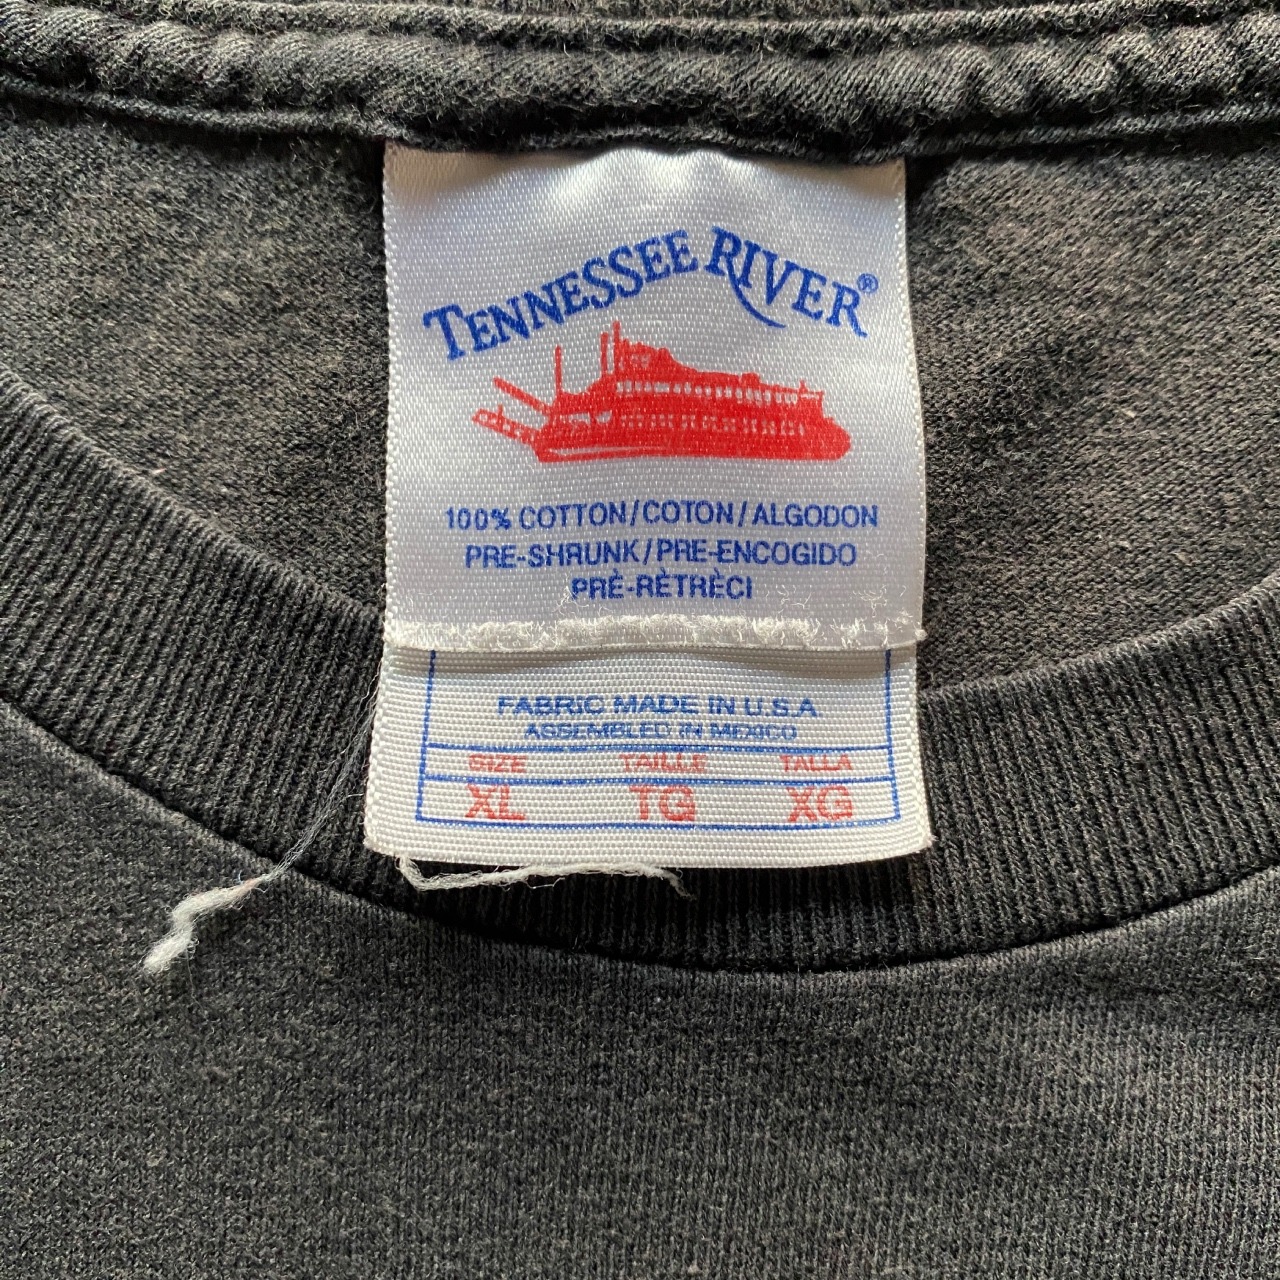 TENNESSEE RIVER®
100% COTTON/COTON/ALGODON
PRE-SHRUNK/PRE-ENCOGIDO
PRÈ-RÈTRÈCI
FABRIC MADE IN U.S.A
ASSEMBLED IN MEXICO
SIZE TAILLE TALLA
XL TG XG